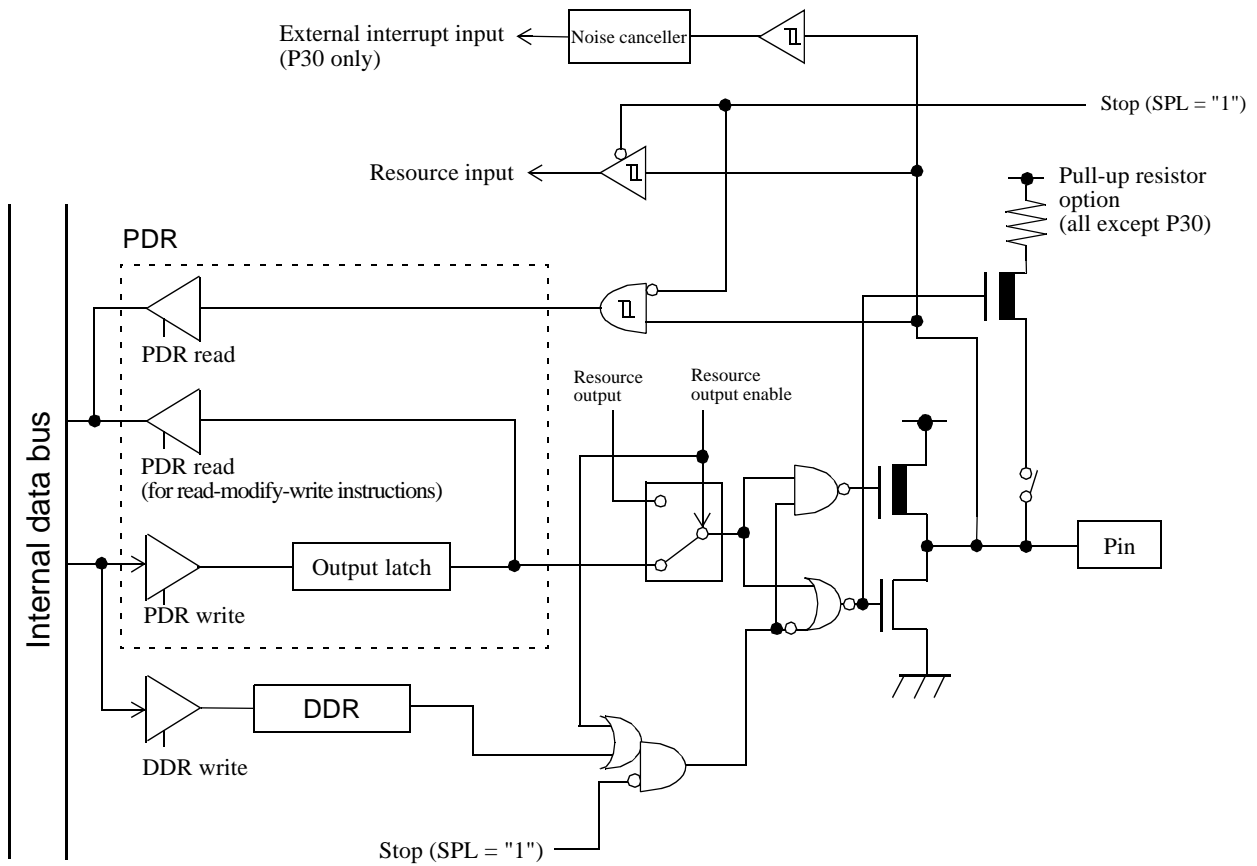 External interrupt input
(P30 only)
Noise canceller
Stop (SPL = "1")
Resource input
Pull-up resistor
option
(all except P30)
PDR
PDR read
Resource
output
Resource
output enable
PDR read
(for read-modify-write instructions)
Internal data bus
Output latch
Pin
PDR write
DDR
DDR write
Stop (SPL = "1")